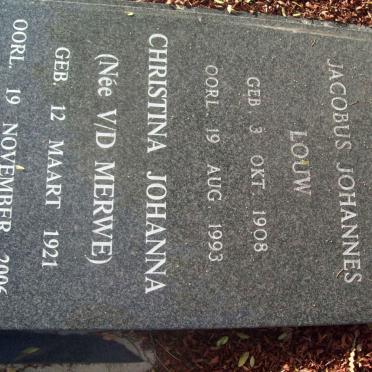 JACOBUS JOHANNES
LOUW
GEB. 3 OKT. 1908
OORL. 19 AUG. 1993
CHRISTINA JOHANNA
(Née V/D MERWE)
GEB. 12 MAART 1921
OORL. 19 NOVEMBER 2006